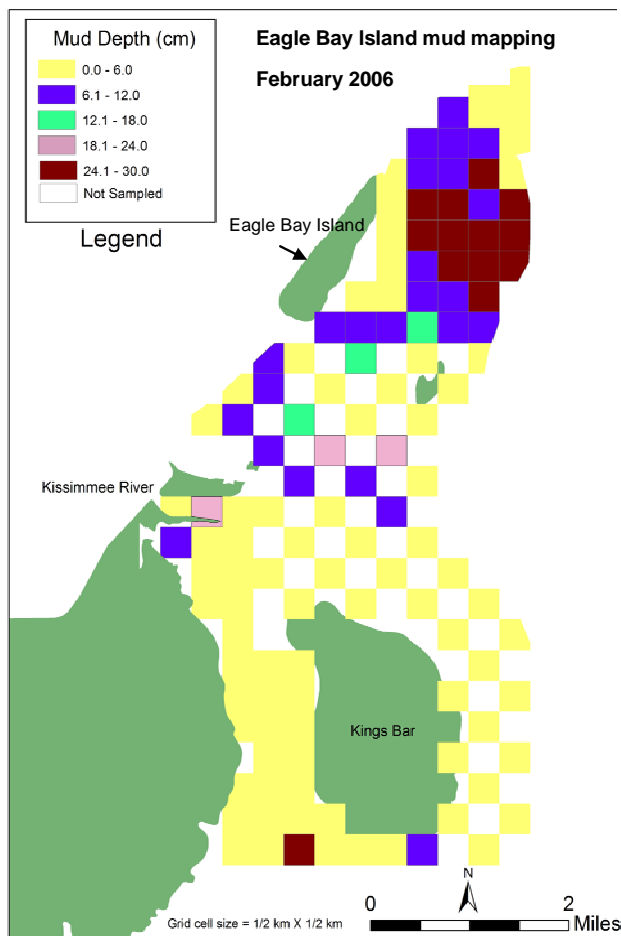 Mud Depth (cm)
0.0 - 6.0
6.1 - 12.0
12.1 - 18.0
18.1 - 24.0
24.1 - 30.0
Not Sampled
Legend
Eagle Bay Island mud mapping
February 2006
Eagle Bay Island
Kissimmee River
Kings Bar
Grid cell size = 1/2 km X 1/2 km
N
0 2
Miles